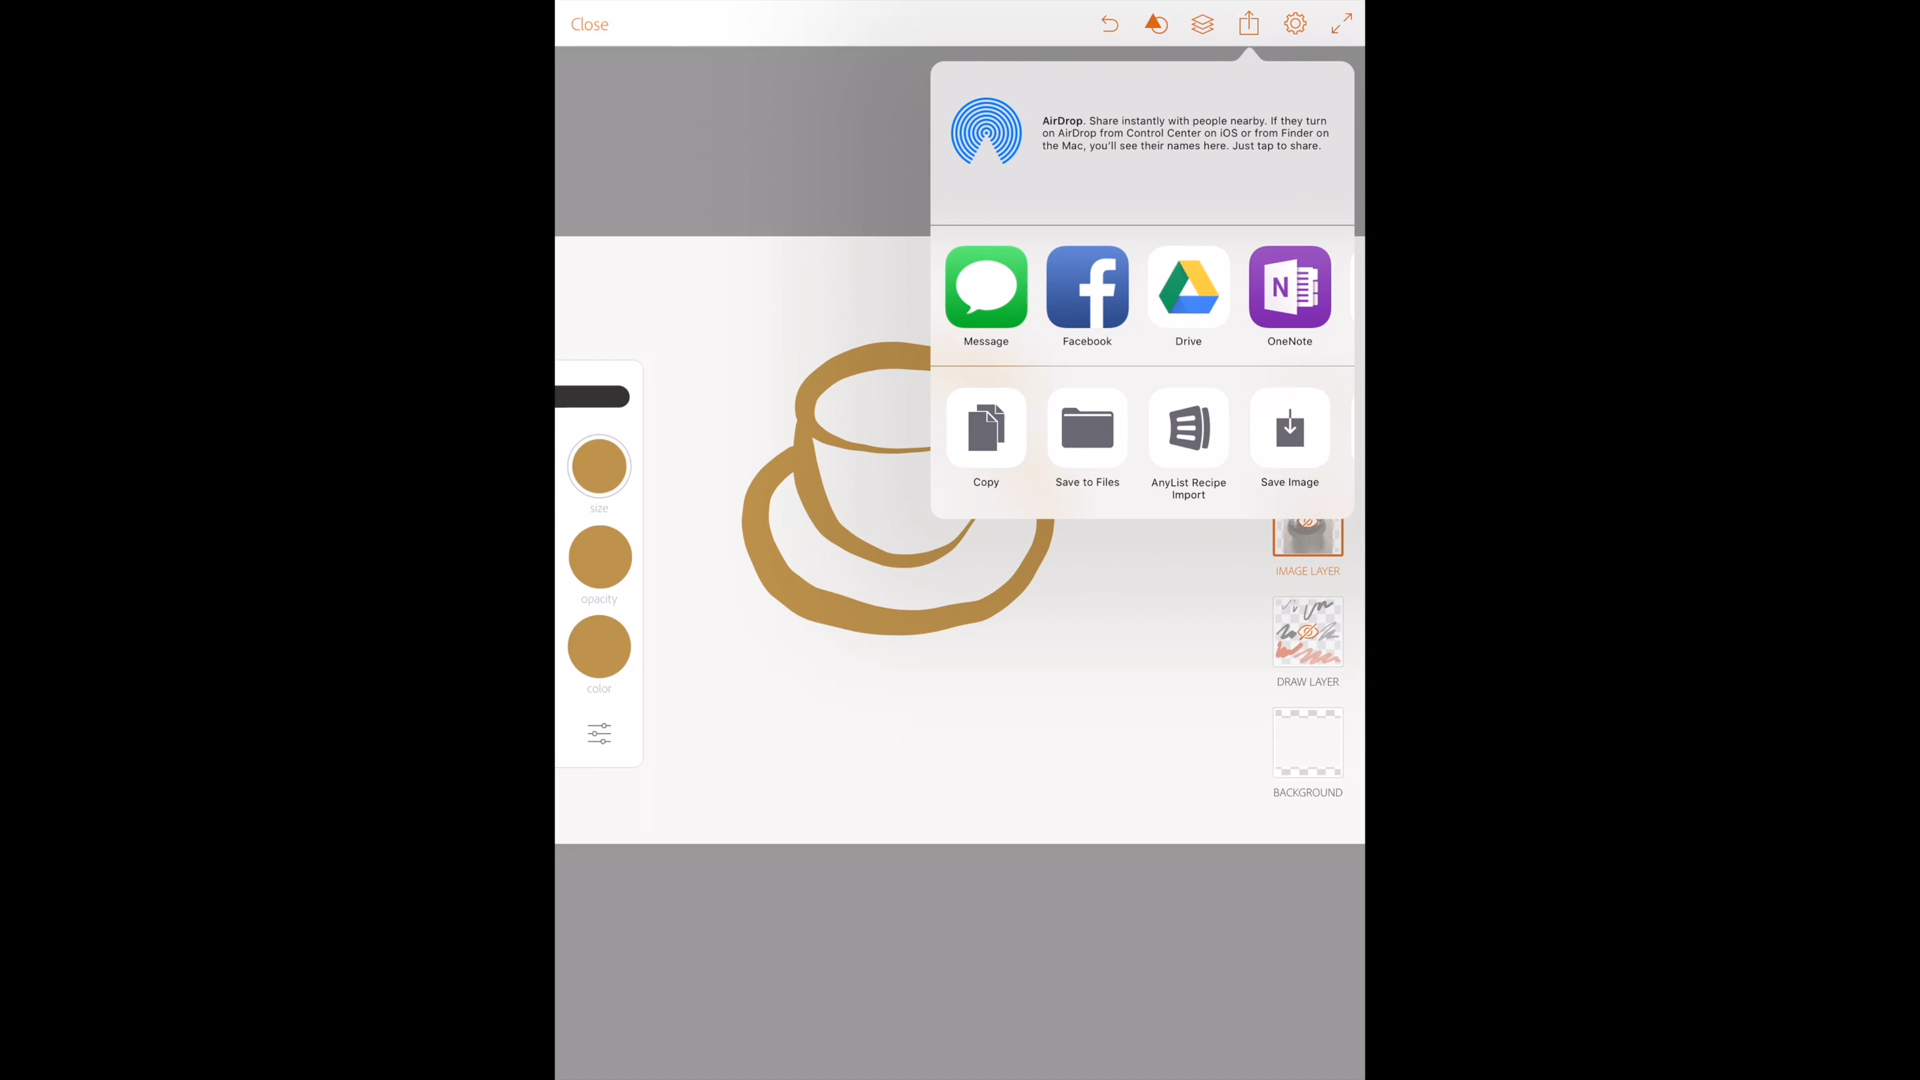 Close
AirDrop. Share instantly with people nearby. If they turn
on AirDrop from Control Center on iOS or from Finder on
the Mac, you'll see their names here. Just tap to share.
Message
Facebook
Drive
N
OneNote
Copy
Save to Files
AnyList Recipe
Import
Save Image
size
opacity
color
IMAGE LAYER
DRAW LAYER
BACKGROUND